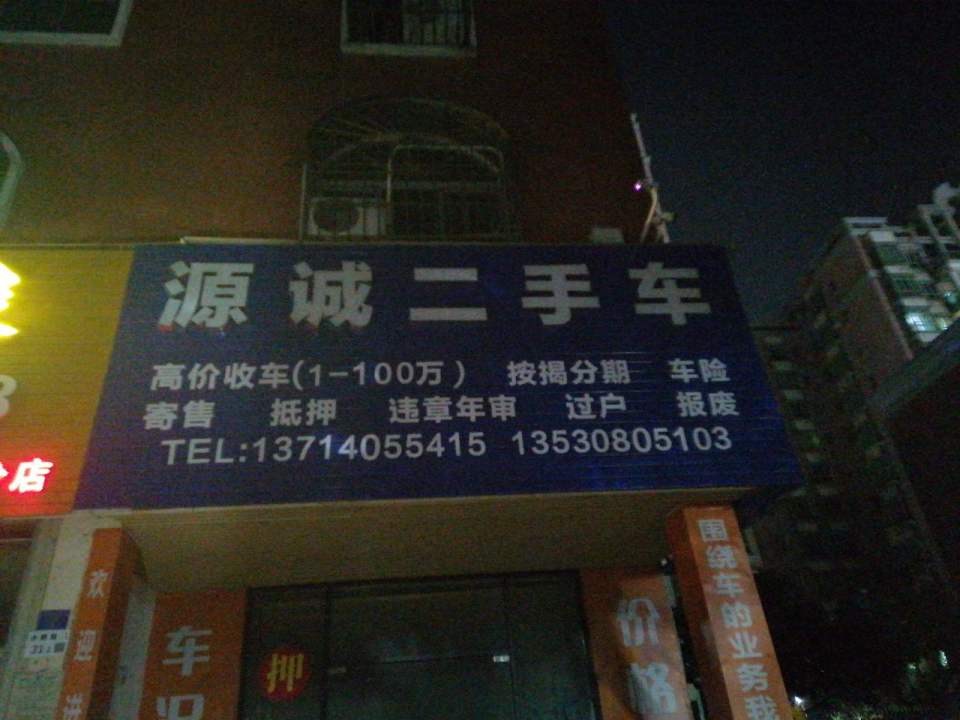 源诚二手车
高价收车(1-100万) 按揭分期 车险
寄售 抵押 违章年审 过户 报废
TEL:13714055415 13530805103
店
欢迎
车况
押
价格
围绕车的业务我